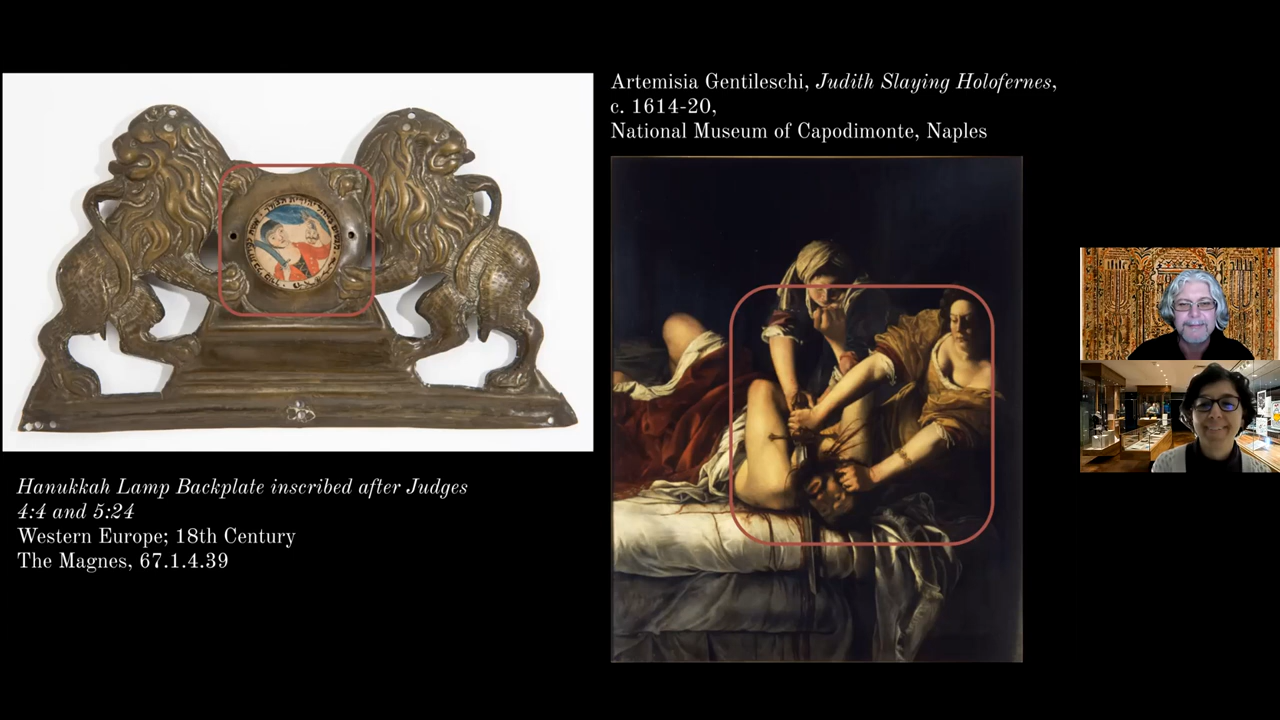 Artemisia Gentileschi, Judith Slaying Holofernes,
c. 1614-20,
National Museum of Capodimonte, Naples
Hanukkah Lamp Backplate inscribed after Judges
4:4 and 5:24
Western Europe; 18th Century
The Magnes, 67.1.4.39